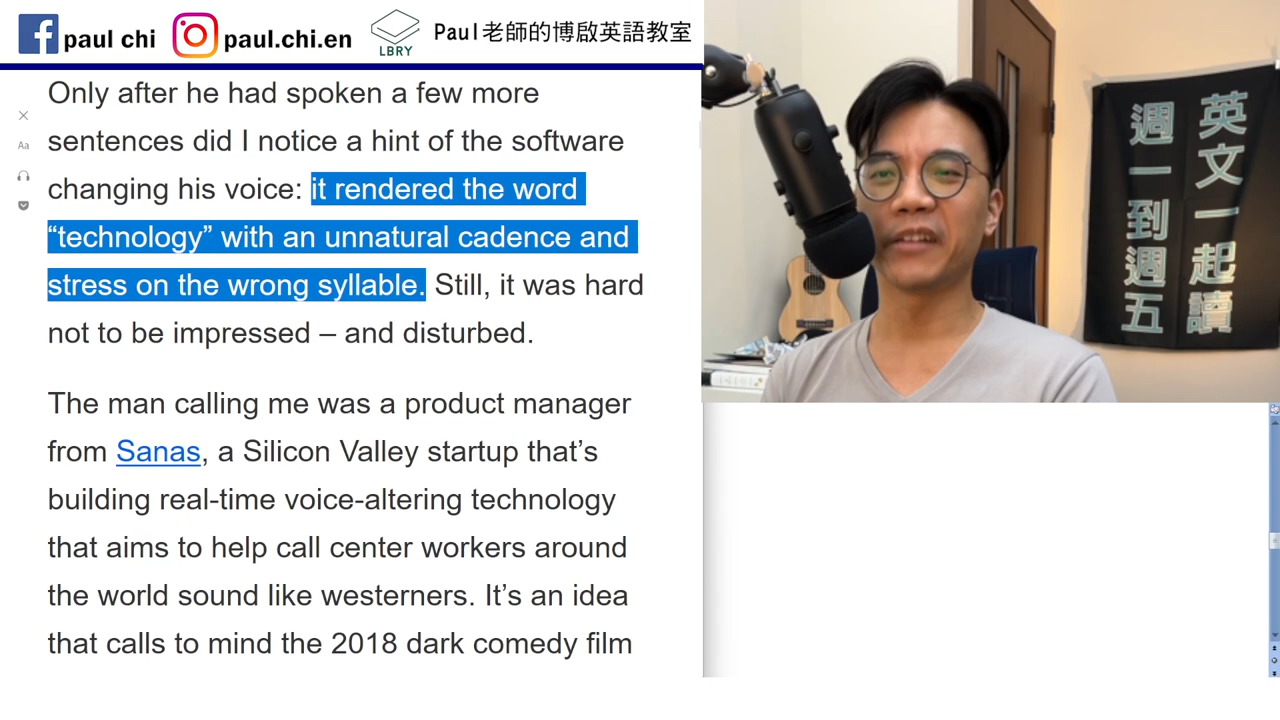 paul chi
paul.chi.en
LBRY
Paul老師的博啟英語教室
Only after he had spoken a few more
sentences did I notice a hint of the software
changing his voice: it rendered the word
“technology” with an unnatural cadence and
stress on the wrong syllable. Still, it was hard
not to be impressed – and disturbed.
The man calling me was a product manager
from Sanas, a Silicon Valley startup that’s
building real-time voice-altering technology
that aims to help call center workers around
the world sound like westerners. It’s an idea
that calls to mind the 2018 dark comedy film
Aa
英文一起讀
週一到週五